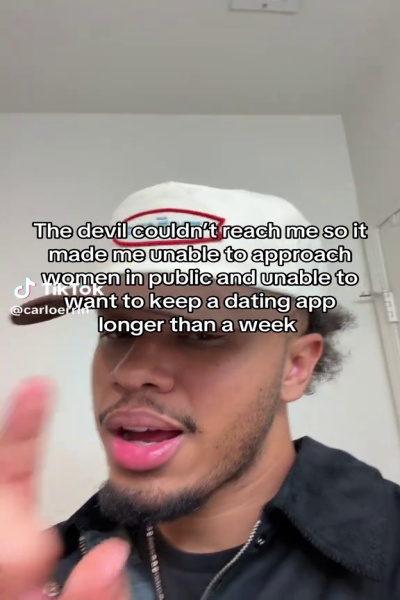 The devil couldn't reach me so it
made me unable to approach
women in public and unable to
TikTok
want to keep a dating app
@carloerrin
longer than a week